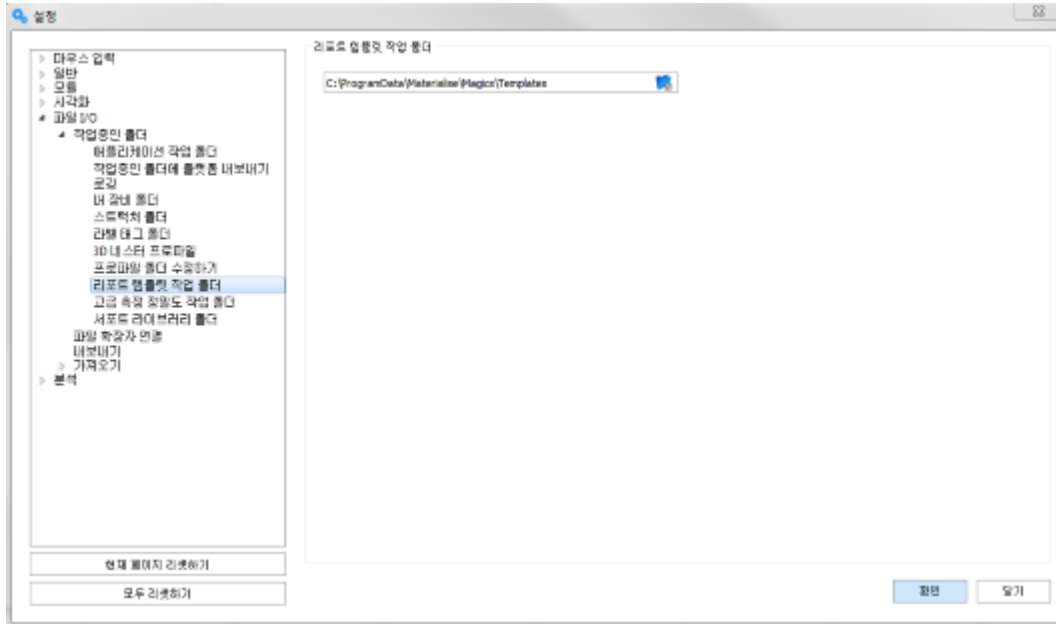 설정
마우스 입력
일반
모듈
시각화
파일 I/O
작업중인 폴더
애플리케이션 작업 폴더
작업중인 폴더에 플랫폼 내보내기
로깅
내 장비 폴더
스트럭처 폴더
라벨 태그 폴더
3D 네스터 프로파일
프로파일 폴더 수정하기
리포트 템플릿 작업 폴더
고급 측정 정밀도 작업 폴더
서포트 라이브러리 폴더
파일 확장자 연결
내보내기
가져오기
분석
현재 페이지 리셋하기
모두 리셋하기
리포트 템플릿 작업 폴더
C:\ProgramData\Materialise\Magics\Templates
확인
닫기